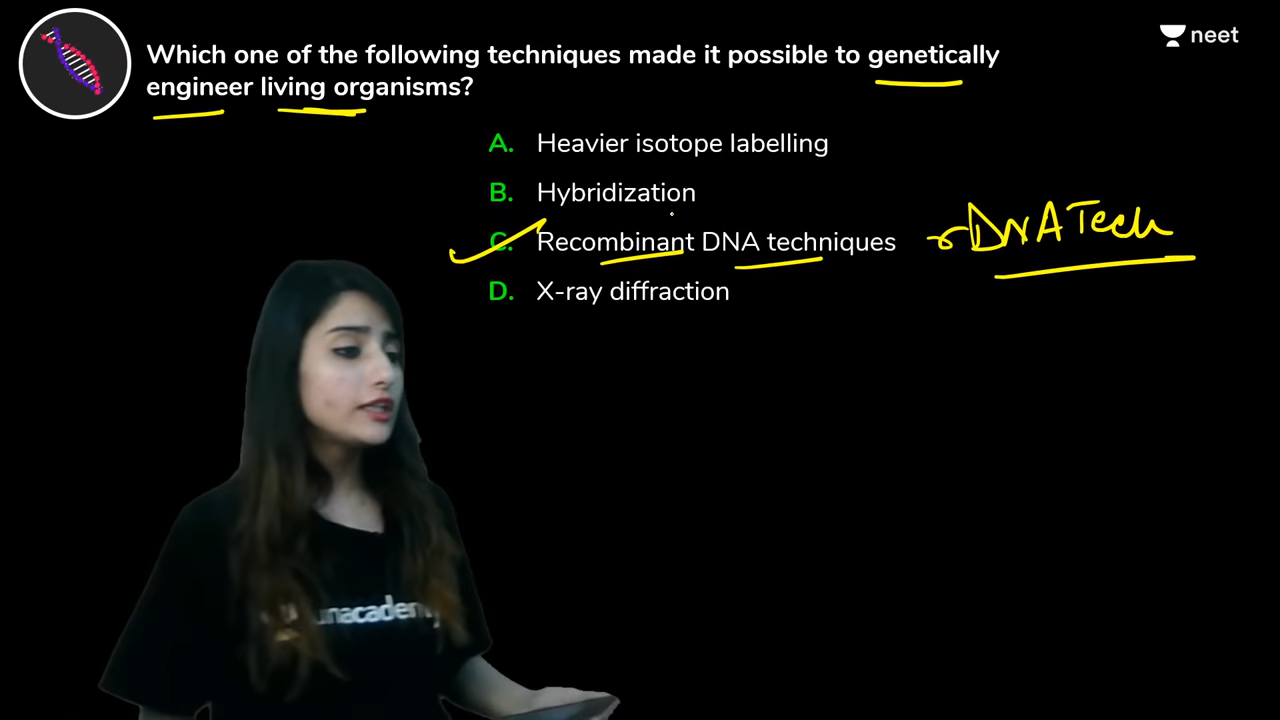 neet
Which one of the following techniques made it possible to genetically
engineer living organisms?
A. Heavier isotope labelling
B. Hybridization
C. Recombinant DNA techniques
rDNA Tech
D. X-ray diffraction
unacademy